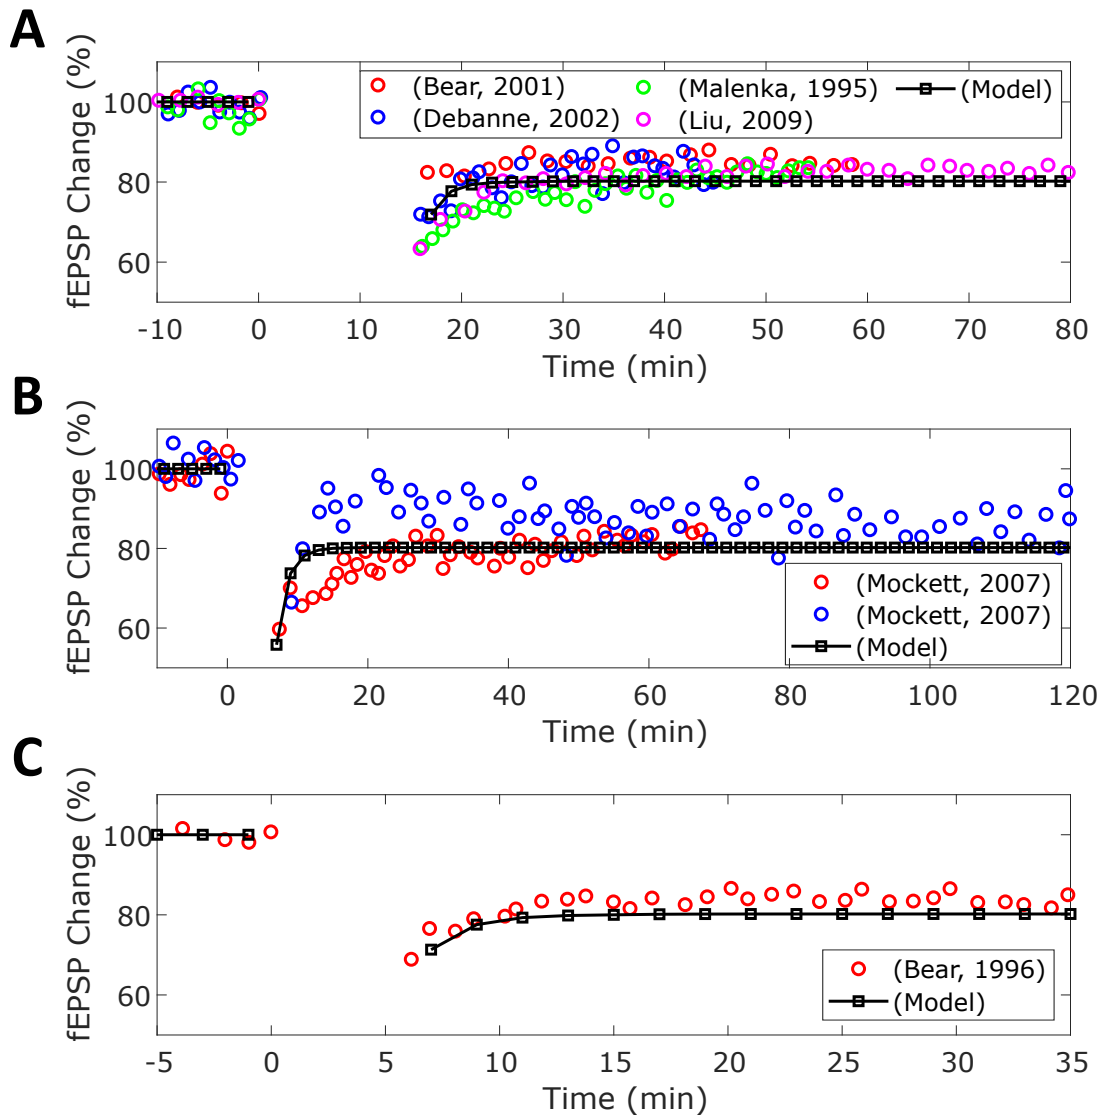 A
fEPSP Change (%)
100
80
60
(Bear, 2001)
(Malenka, 1995)
(Model)
(Debanne, 2002)
(Liu, 2009)
-10
0
10
20
30
40
50
60
70
80
Time (min)
B
fEPSP Change (%)
100
80
60
(Mockett, 2007)
(Mockett, 2007)
(Model)
0
20
40
60
80
100
120
Time (min)
C
fEPSP Change (%)
100
80
60
(Bear, 1996)
(Model)
-5
0
5
10
15
20
25
30
35
Time (min)